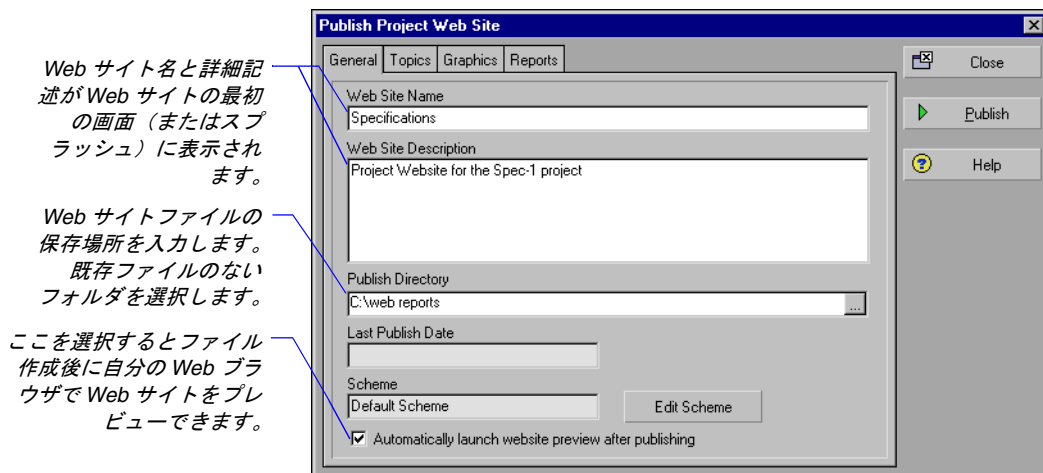 Web サイト名と詳細記
述が Web サイトの最初
の画面（またはスプ
ラッシュ）に表示され
ます。
Web サイトファイルの
保存場所を入力します。
既存ファイルのない
フォルダを選択します。
ここを選択するとファイル
作成後に自分の Web ブラ
ウザで Web サイトをプレ
ビューできます。
Publish Project Web Site
General Topics Graphics Reports
Web Site Name
Specifications
Web Site Description
Project Website for the Spec-1 project
Publish Directory
C:\web reports
...
Last Publish Date
Scheme
Default Scheme
Edit Scheme
Automatically launch website preview after publishing
Close
Publish
Help